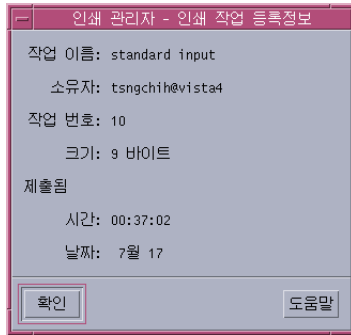 인쇄 관리자 - 인쇄 작업 등록정보
작업 이름: standard input
소유자: tsngchih@vista4
작업 번호: 10
크기: 9 바이트
제출됨
시간: 00:37:02
날짜: 7월 17
확인
도움말